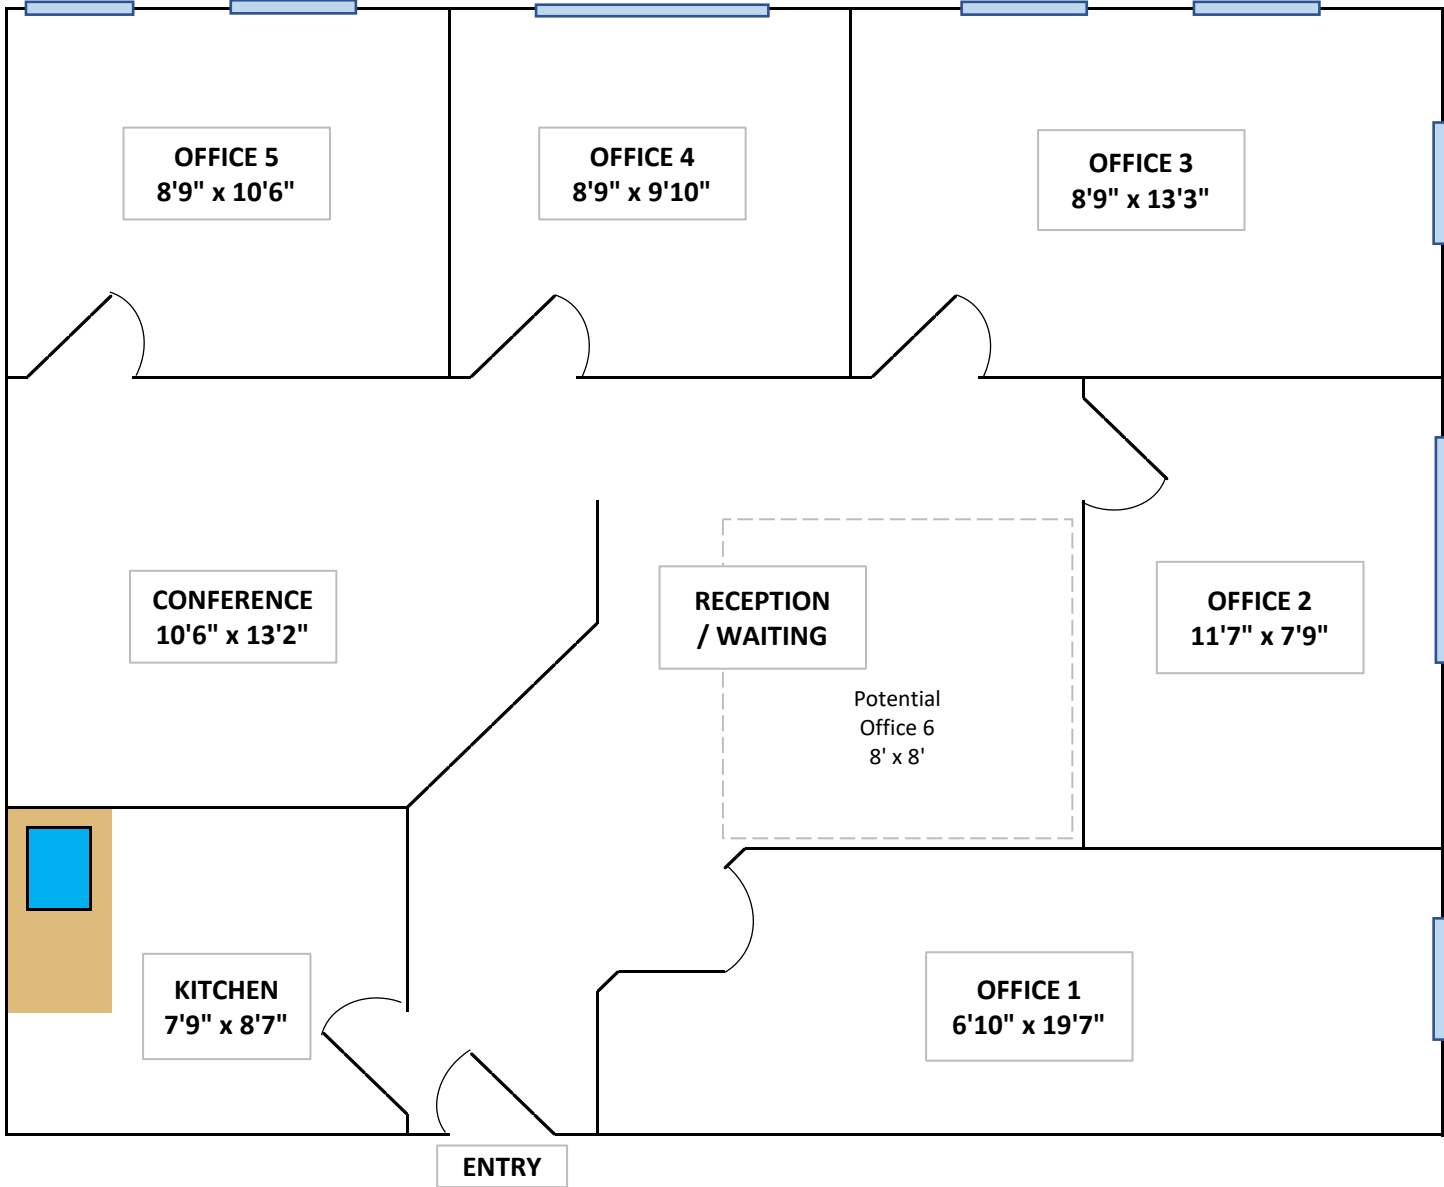 OFFICE 5
8'9" x 10'6"
OFFICE 4
8'9" x 9'10"
OFFICE 3
8'9" x 13'3"
CONFERENCE
10'6" x 13'2"
RECEPTION
/ WAITING
OFFICE 2
11'7" x 7'9"
Potential
Office 6
8' x 8'
KITCHEN
7'9" x 8'7"
OFFICE 1
6'10" x 19'7"
ENTRY